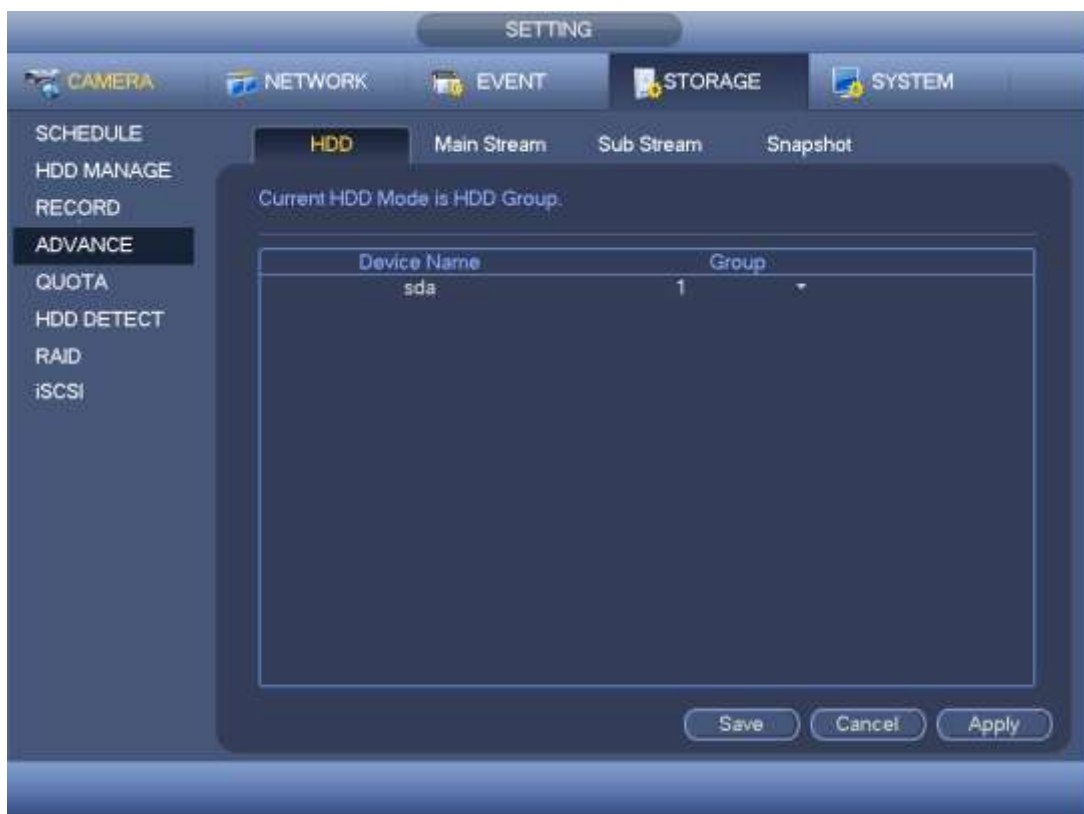 SETTING
CAMERA NETWORK EVENT STORAGE SYSTEM
SCHEDULE
HDD MANAGE
RECORD
ADVANCE
QUOTA
HDD DETECT
RAID
iSCSI
HDD Main Stream Sub Stream Snapshot
Current HDD Mode is HDD Group.
Device Name Group
sda 1
Save Cancel Apply